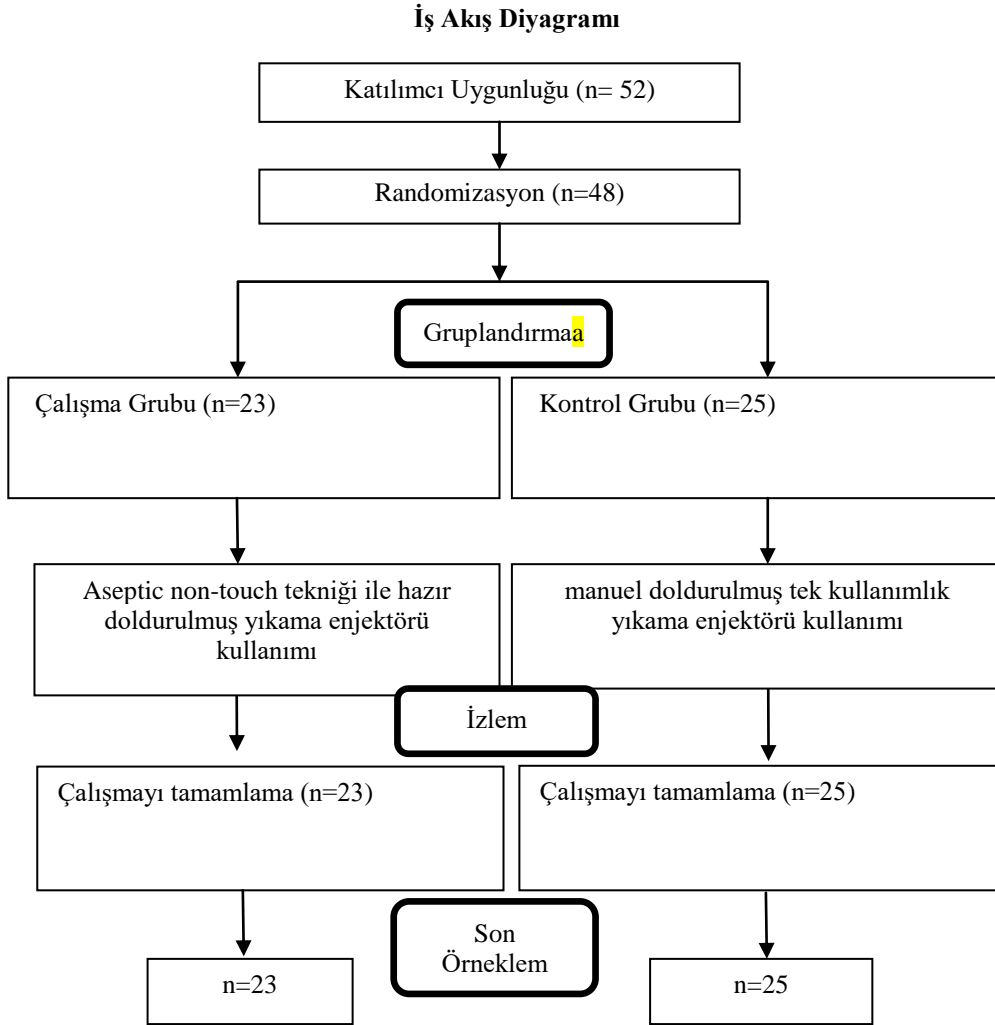 İş Akış Diyagramı
Katılımcı Uygunluğu (n= 52)
Randomizasyon (n=48)
Gruplandırmaa
Çalışma Grubu (n=23)
Kontrol Grubu (n=25)
Aseptic non-touch tekniği ile hazır
doldurulmuş yıkama enjektörü
kullanımı
manuel doldurulmuş tek kullanımlık
yıkama enjektörü kullanımı
İzlem
Çalışmayı tamamlama (n=23)
Çalışmayı tamamlama (n=25)
Son
Örneklem
n=23
n=25